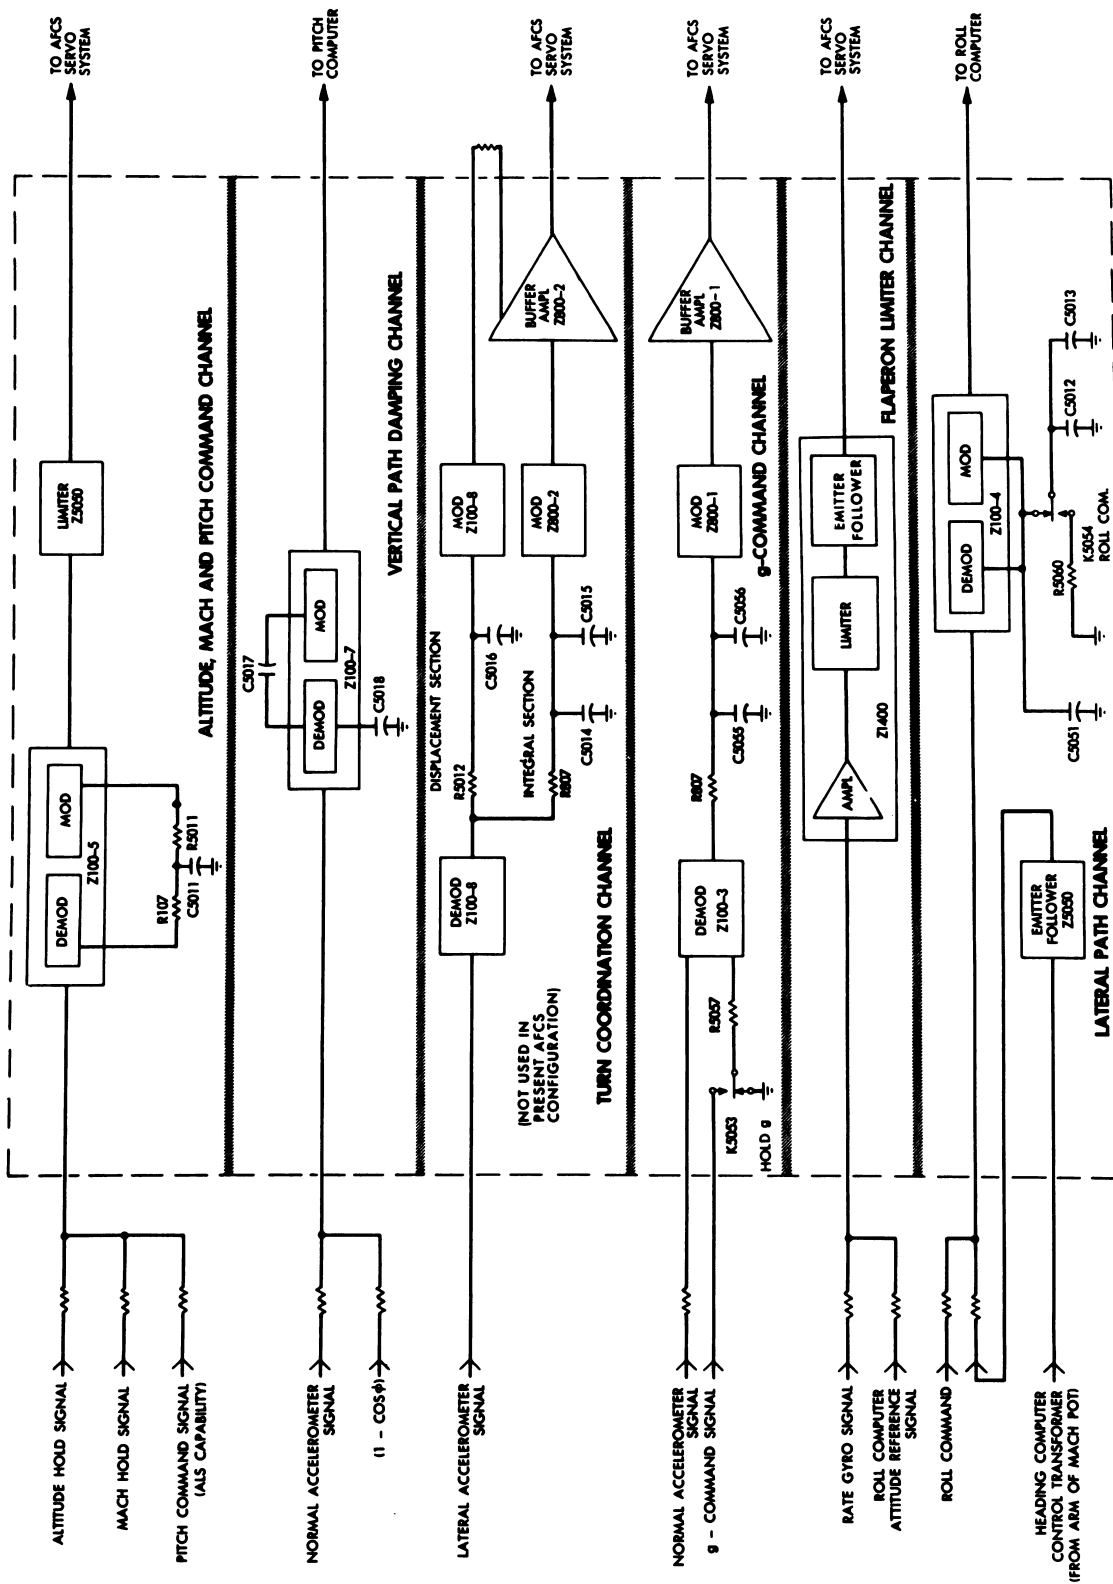 ALTITUDE HOLD SIGNAL
MACH HOLD SIGNAL
PITCH COMMAND SIGNAL
(ALS CAPABILITY)
DEMOD
MOD
Z100-5
R107
C5011
R5011
LIMITER
Z5050
TO AFCS
SERVO
SYSTEM
ALTITUDE, MACH AND PITCH COMMAND CHANNEL
NORMAL ACCELEROMETER
SIGNAL
(1 - COSϕ)
DEMOD
MOD
Z100-7
C5017
C5018
TO PITCH
COMPUTER
VERTICAL PATH DAMPING CHANNEL
LATERAL ACCELEROMETER
SIGNAL
DEMOD
Z100-8
DISPLACEMENT SECTION
R5012
C5016
MOD
Z100-8
INTEGRAL SECTION
R807
C5014
C5015
MOD
Z800-2
BUFFER
AMPL
Z800-2
TO AFCS
SERVO
SYSTEM
(NOT USED IN
PRESENT AFCS
CONFIGURATION)
TURN COORDINATION CHANNEL
NORMAL ACCELEROMETER
SIGNAL
g - COMMAND SIGNAL
K5053
HOLD g
R5057
DEMOD
Z100-3
R807
C5055
C5056
MOD
Z800-1
BUFFER
AMPL
Z800-1
TO AFCS
SERVO
SYSTEM
g-COMMAND CHANNEL
RATE GYRO SIGNAL
ROLL COMPUTER
ATTITUDE REFERENCE
SIGNAL
AMPL
Z1400
LIMITER
EMITTER
FOLLOWER
TO AFCS
SERVO
SYSTEM
FLAPERON LIMITER CHANNEL
ROLL COMMAND
HEADING COMPUTER
CONTROL TRANSFORMER
(FROM ARM OF MACH POT)
EMITTER
FOLLOWER
Z5050
DEMOD
MOD
Z100-4
C5051
R5060
K5054
ROLL COM.
C5012
C5013
TO ROLL
COMPUTER
LATERAL PATH CHANNEL